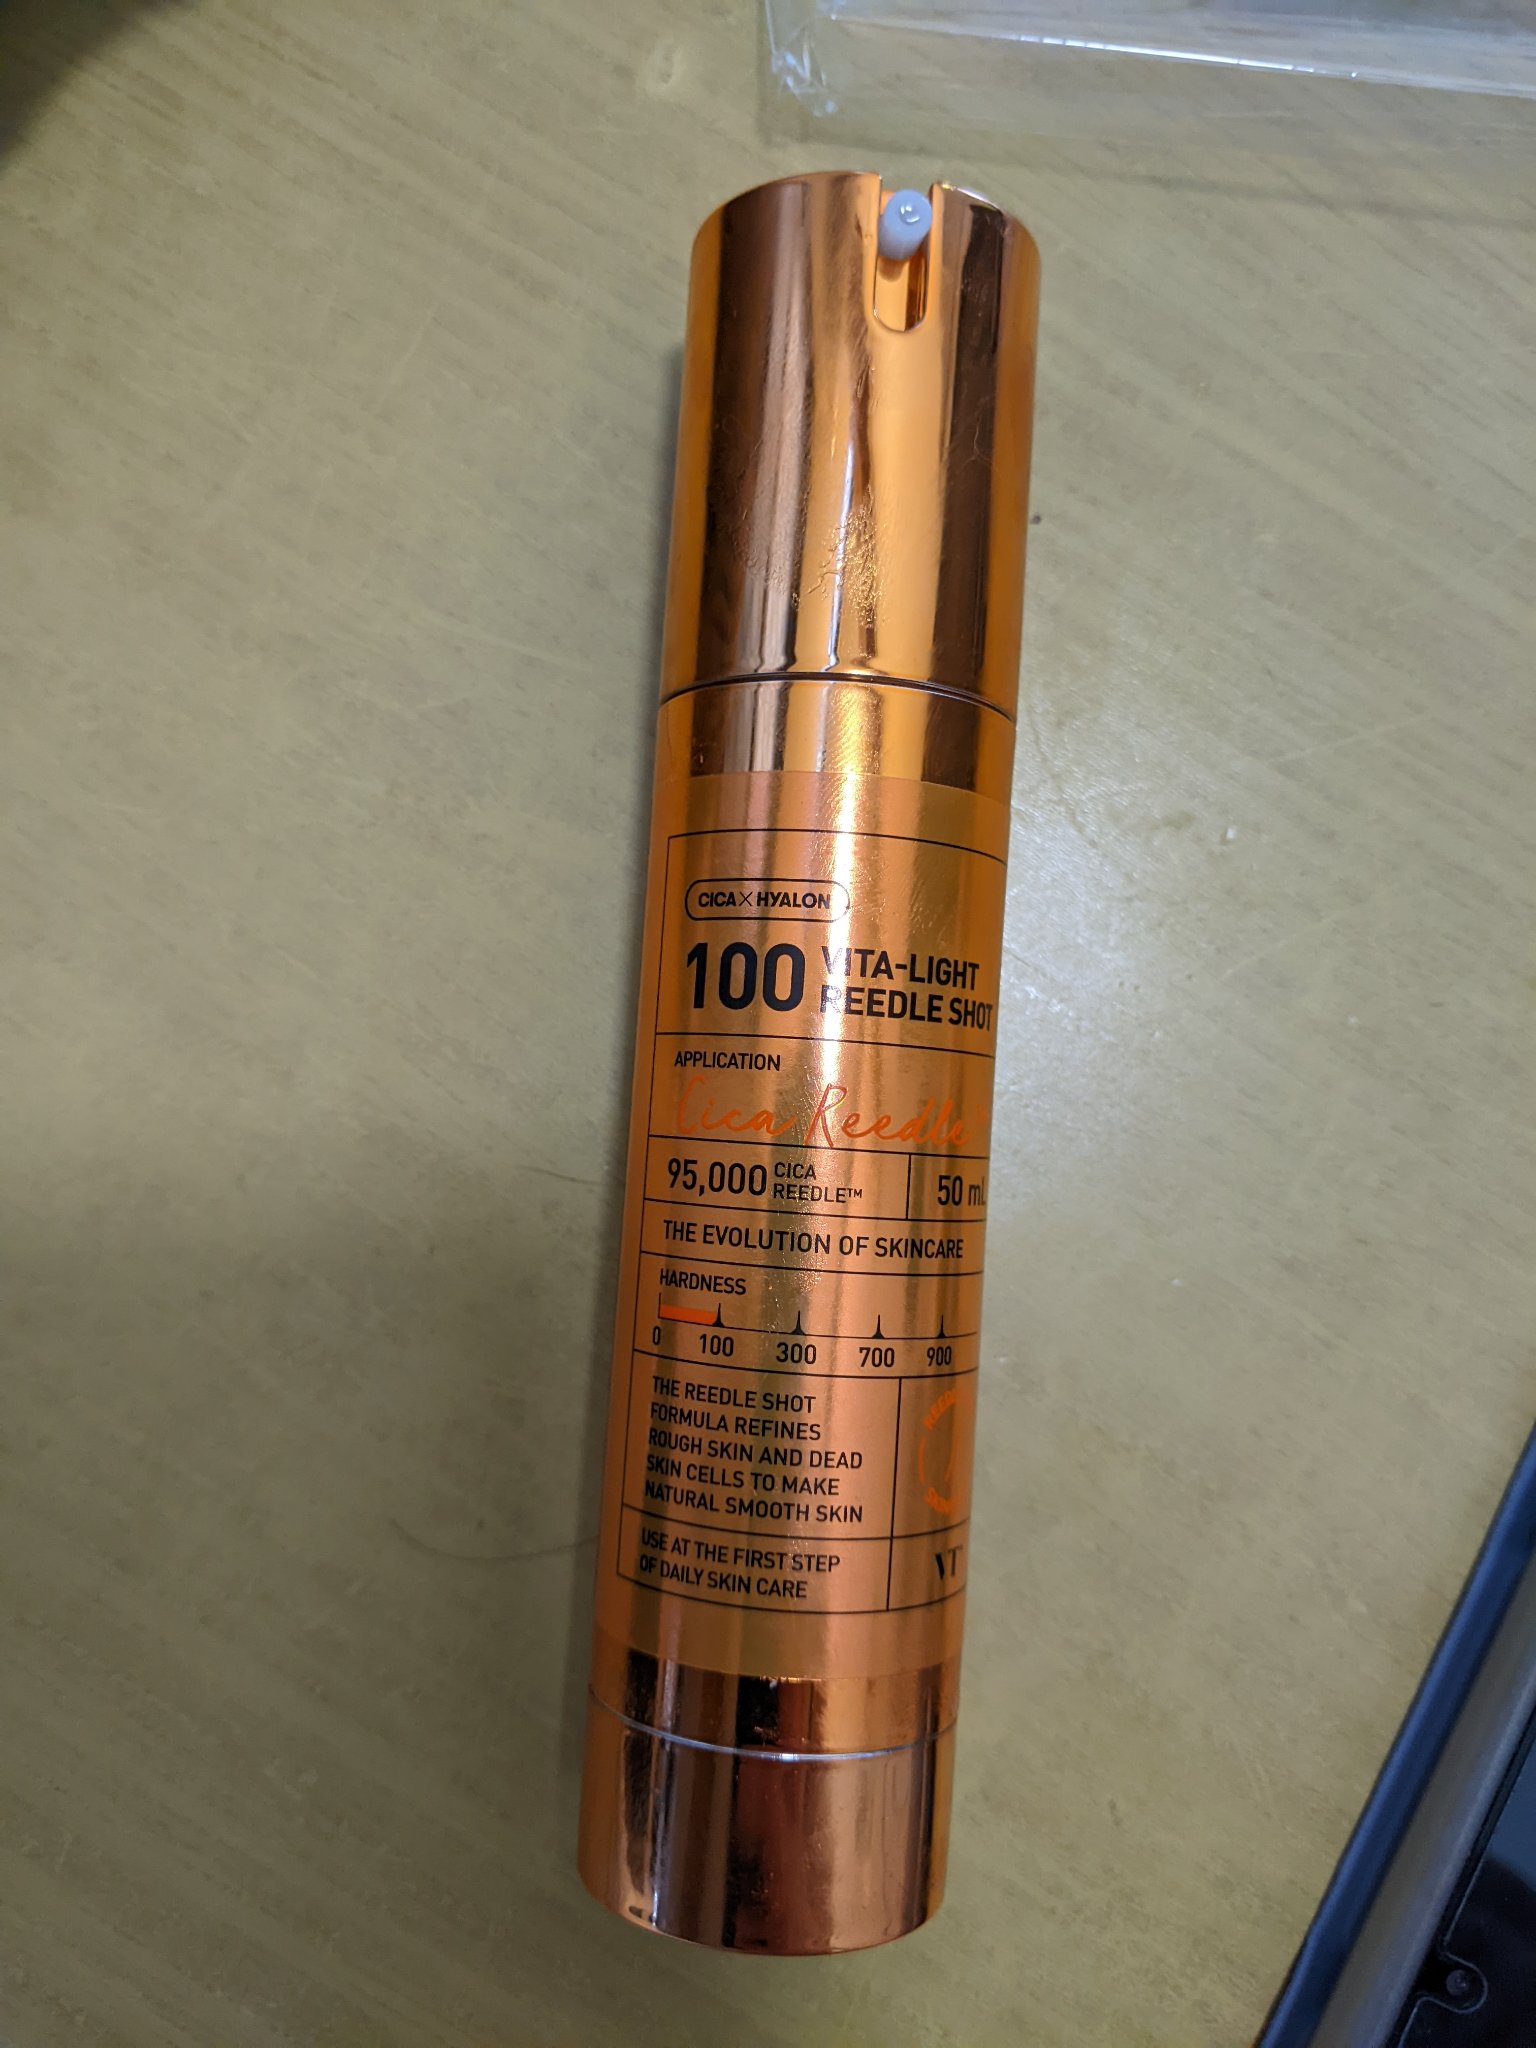 CICA×HYALON
100 VITA-LIGHT
REEDLE SHOT
APPLICATION
Cica Reedle
95,000 CICA
REEDLE™
50 mL
THE EVOLUTION OF SKINCARE
HARDNESS
0 100 300 700 900
THE REEDLE SHOT
FORMULA REFINES
ROUGH SKIN AND DEAD
SKIN CELLS TO MAKE
NATURAL SMOOTH SKIN
USE AT THE FIRST STEP
OF DAILY SKIN CARE
VT